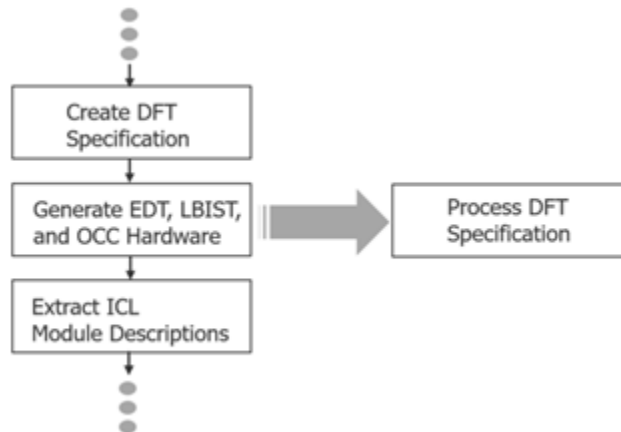 Create DFT
Specification
Generate EDT, LBIST,
and OCC Hardware
Process DFT
Specification
Extract ICL
Module Descriptions